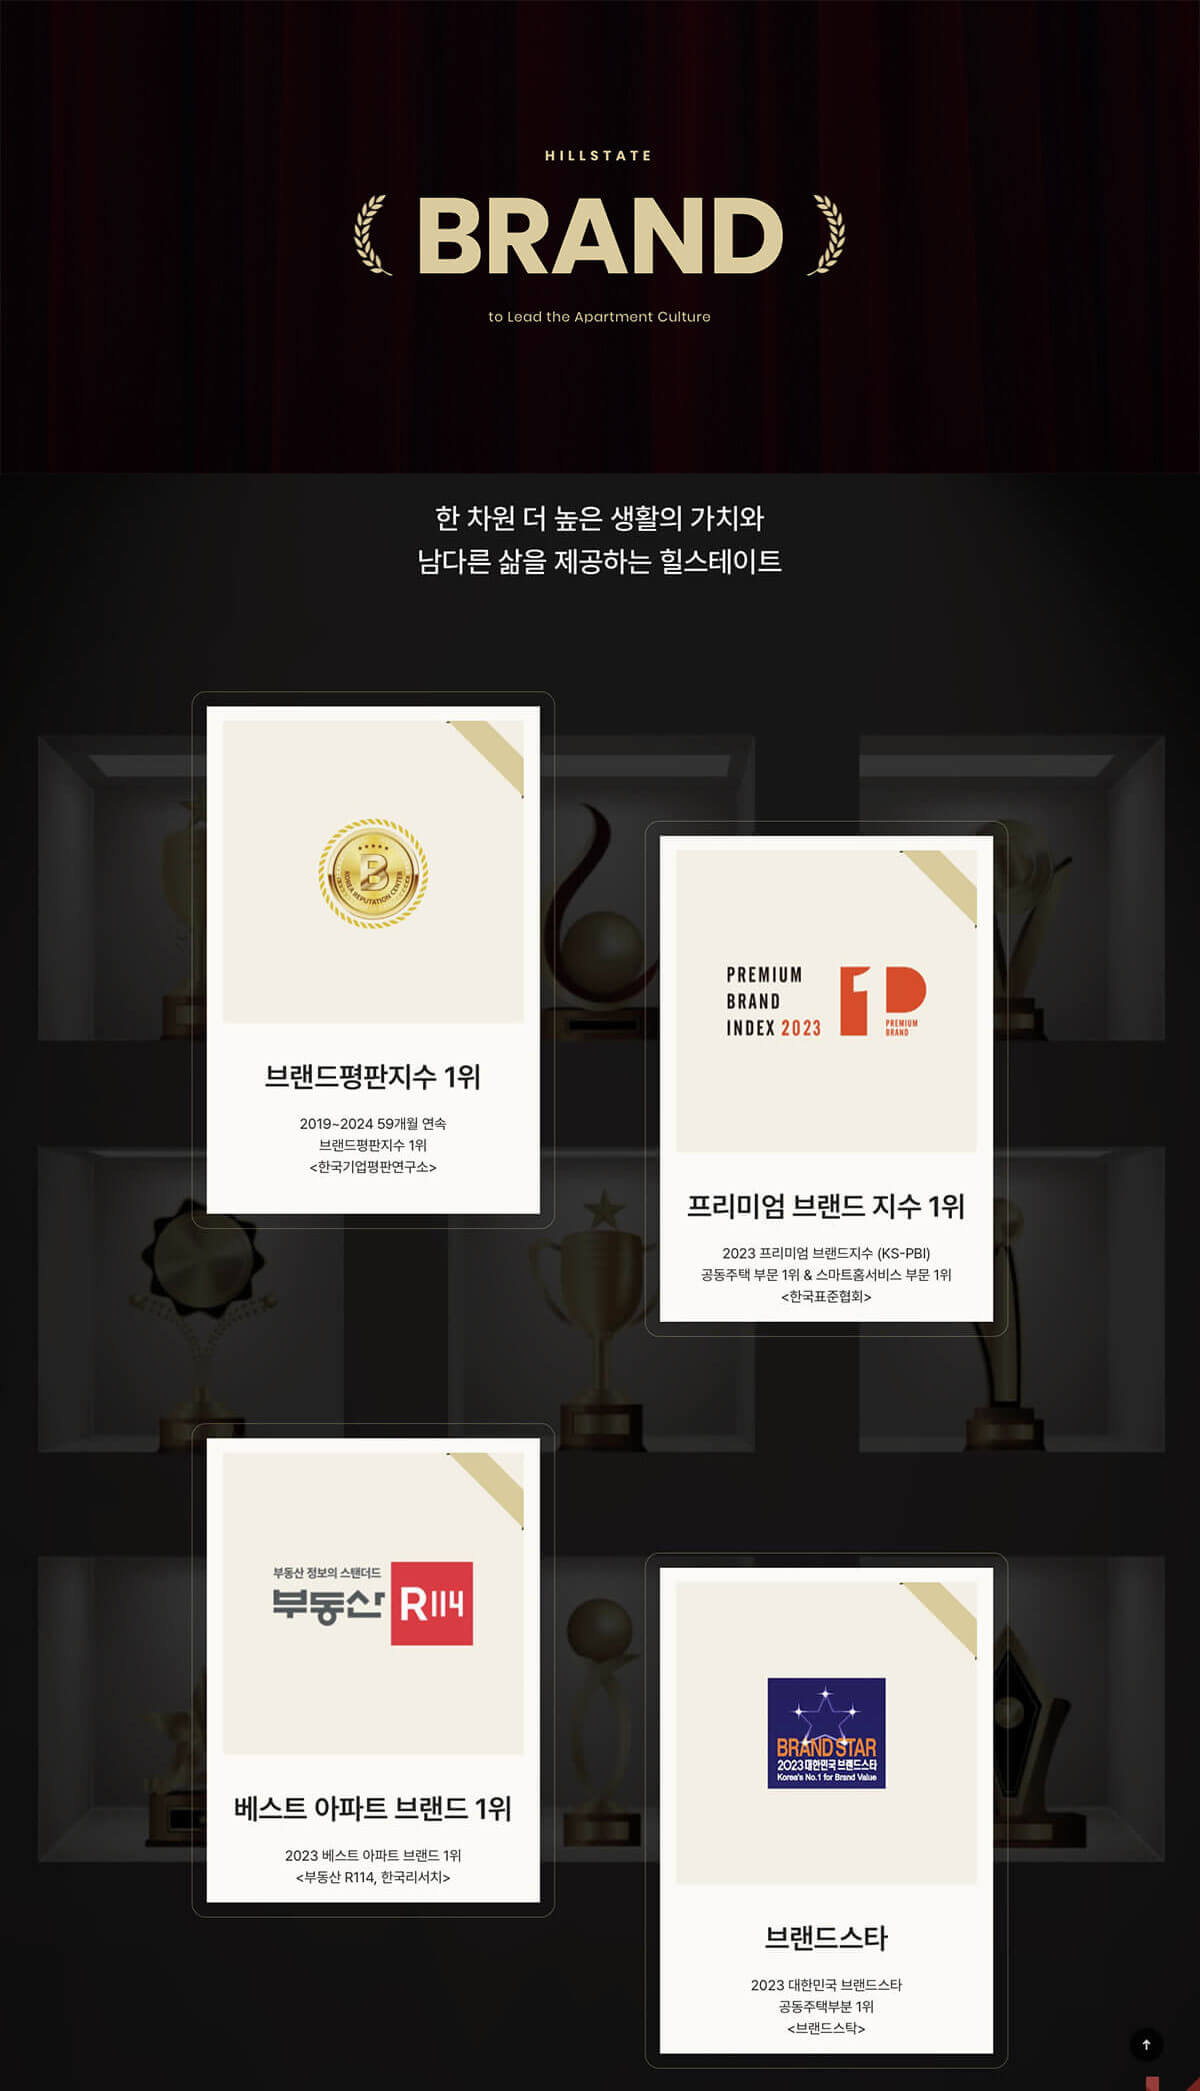 HILLSTATE
BRAND
to Lead the Apartment Culture
한 차원 더 높은 생활의 가치와
남다른 삶을 제공하는 힐스테이트
B
KOREA REPUTATION CENTER
브랜드평판지수 1위
2019~2024 59개월 연속
브랜드평판지수 1위
<한국기업평판연구소>
PREMIUM
BRAND
INDEX 2023
1
PREMIUM
BRAND
프리미엄 브랜드 지수 1위
2023 프리미엄 브랜드지수 (KS-PBI)
공동주택 부문 1위 & 스마트홈서비스 부문 1위
<한국표준협회>
부동산 정보의 스탠더드
부동산 R114
베스트 아파트 브랜드 1위
2023 베스트 아파트 브랜드 1위
<부동산 R114, 한국리서치>
BRAND STAR
2023 대한민국 브랜드스타
Korea's No.1 for Brand Value
브랜드스타
2023 대한민국 브랜드스타
공동주택부분 1위
<브랜드스탁>